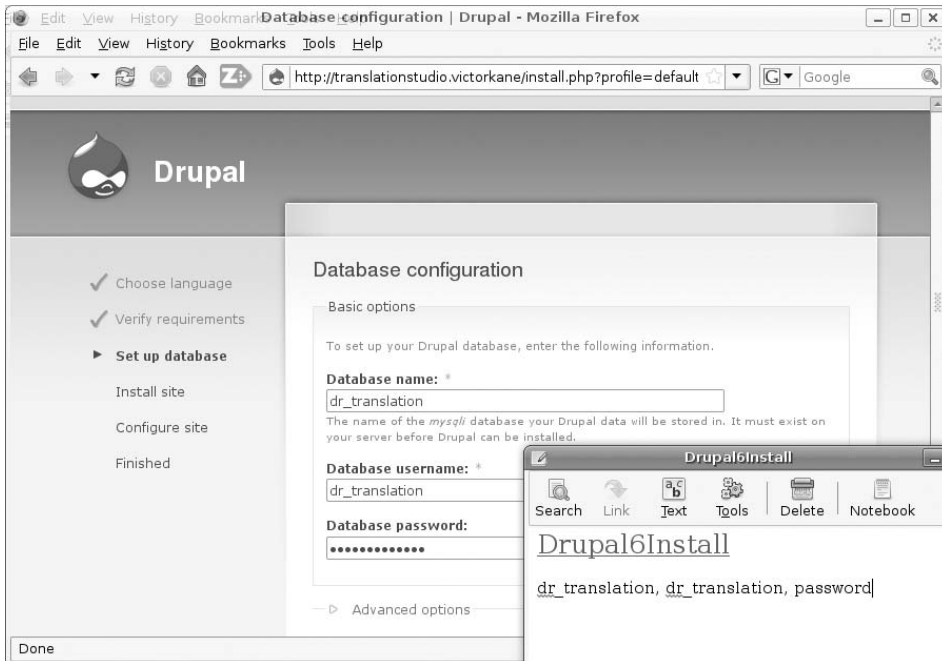 Database configuration | Drupal - Mozilla Firefox
Edit View History Bookmarks
File Edit View History Bookmarks Tools Help
http://translationstudio.victorkane/install.php?profile=default
G
Google
Drupal
Choose language
Verify requirements
Set up database
Install site
Configure site
Finished
Database configuration
Basic options
To set up your Drupal database, enter the following information.
Database name: *
dr_translation
The name of the mysqli database your Drupal data will be stored in. It must exist on
your server before Drupal can be installed.
Database username: *
dr_translation
Database password:
•••••••••••••
Advanced options
Done
Drupal6Install
Search Link Text Tools Delete Notebook
Drupal6Install
dr_translation, dr_translation, password